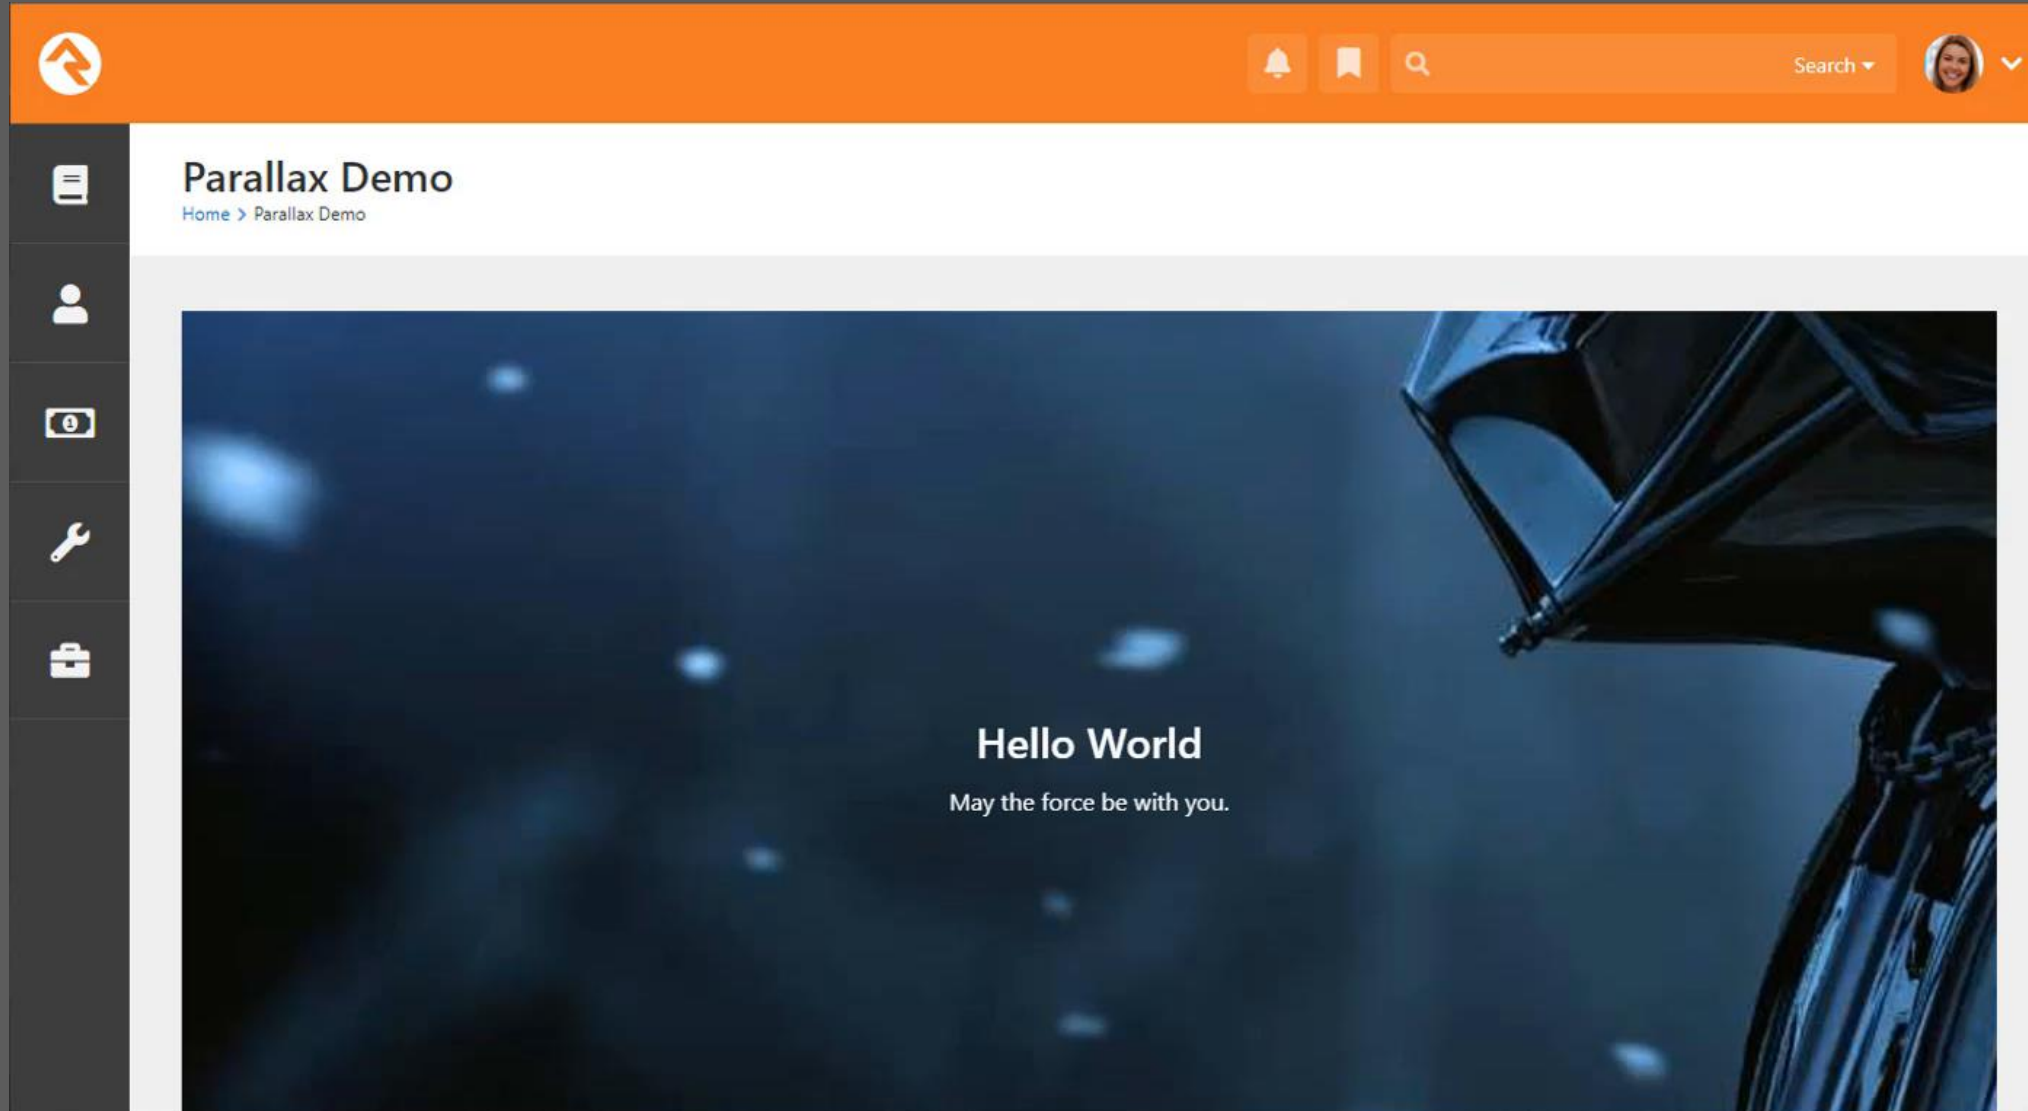 Search
Parallax Demo
Home > Parallax Demo
Hello World
May the force be with you.